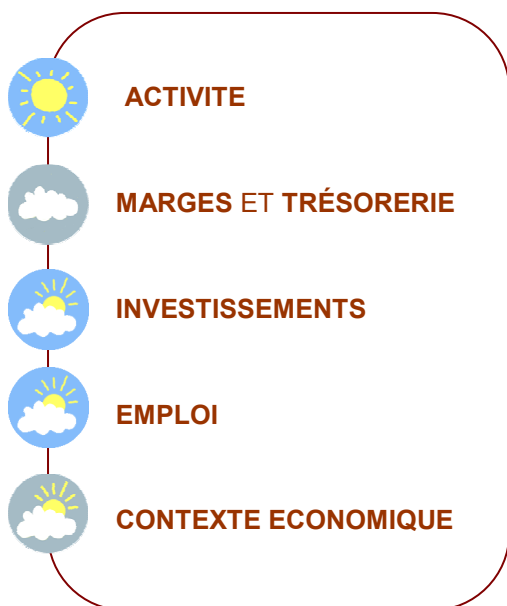 ACTIVITE
MARGES ET TRÉSORERIE
INVESTISSEMENTS
EMPLOI
CONTEXTE ECONOMIQUE